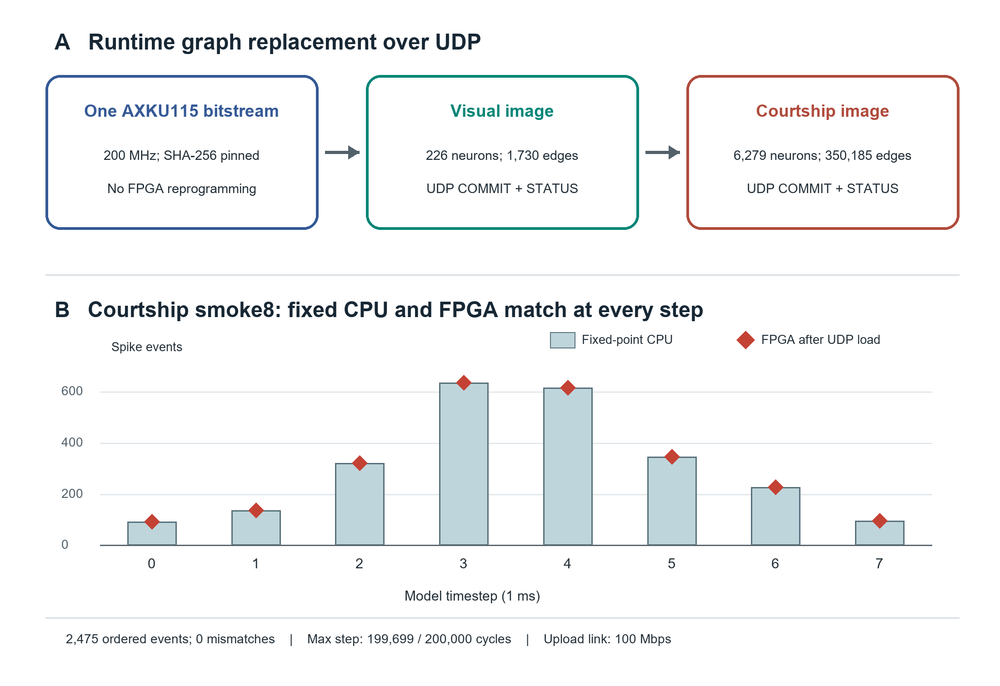 A Runtime graph replacement over UDP
One AXKU115 bitstream
200 MHz; SHA-256 pinned
No FPGA reprogramming
Visual image
226 neurons; 1,730 edges
UDP COMMIT + STATUS
Courtship image
6,279 neurons; 350,185 edges
UDP COMMIT + STATUS
B Courtship smoke8: fixed CPU and FPGA match at every step
Spike events
Fixed-point CPU
FPGA after UDP load
600
400
200
0
0 1 2 3 4 5 6 7
Model timestep (1 ms)
2,475 ordered events; 0 mismatches | Max step: 199,699 / 200,000 cycles | Upload link: 100 Mbps